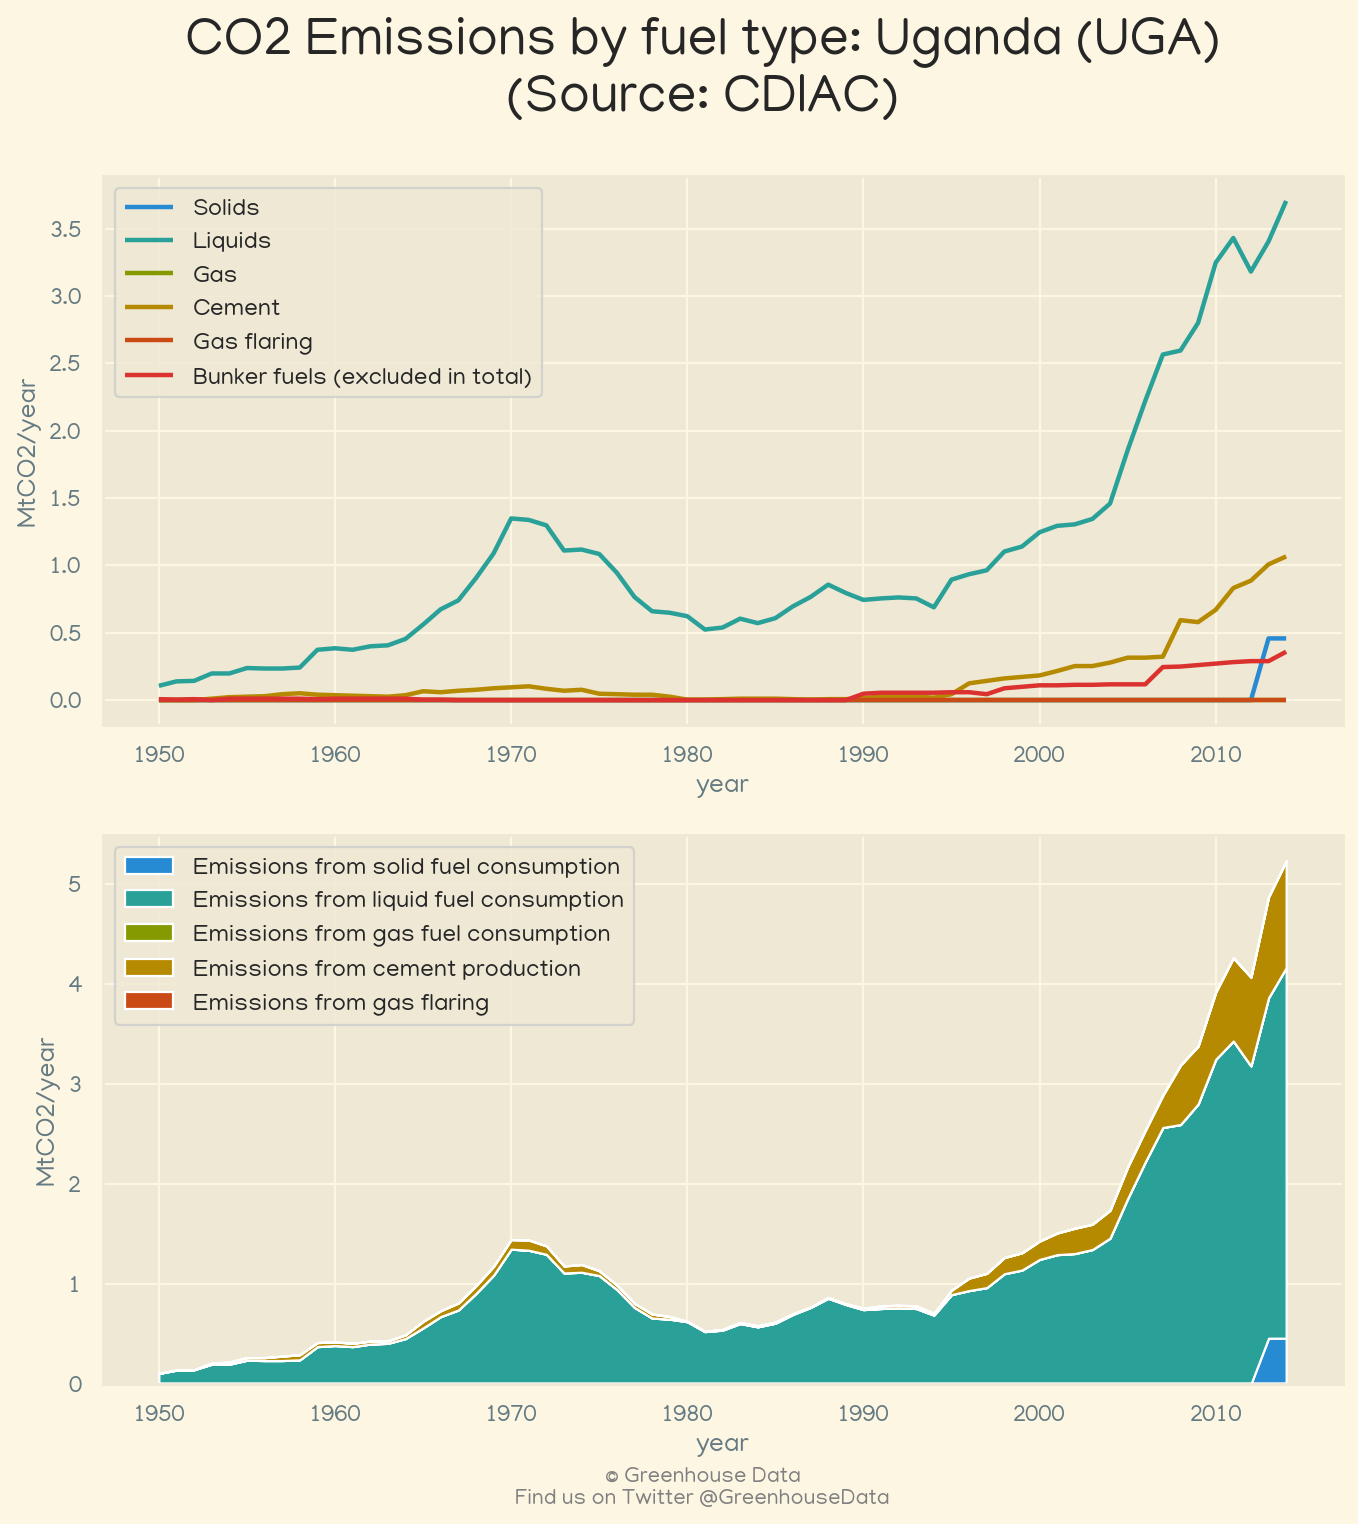 CO2 Emissions by fuel type: Uganda (UGA)
(Source: CDIAC)
Solids
Liquids
Gas
Cement
Gas flaring
Bunker fuels (excluded in total)
MtCO2/year
3.5
3.0
2.5
2.0
1.5
1.0
0.5
0.0
1950 1960 1970 1980 1990 2000 2010
year
Emissions from solid fuel consumption
Emissions from liquid fuel consumption
Emissions from gas fuel consumption
Emissions from cement production
Emissions from gas flaring
MtCO2/year
5
4
3
2
1
0
1950 1960 1970 1980 1990 2000 2010
year
© Greenhouse Data
Find us on Twitter @GreenhouseData